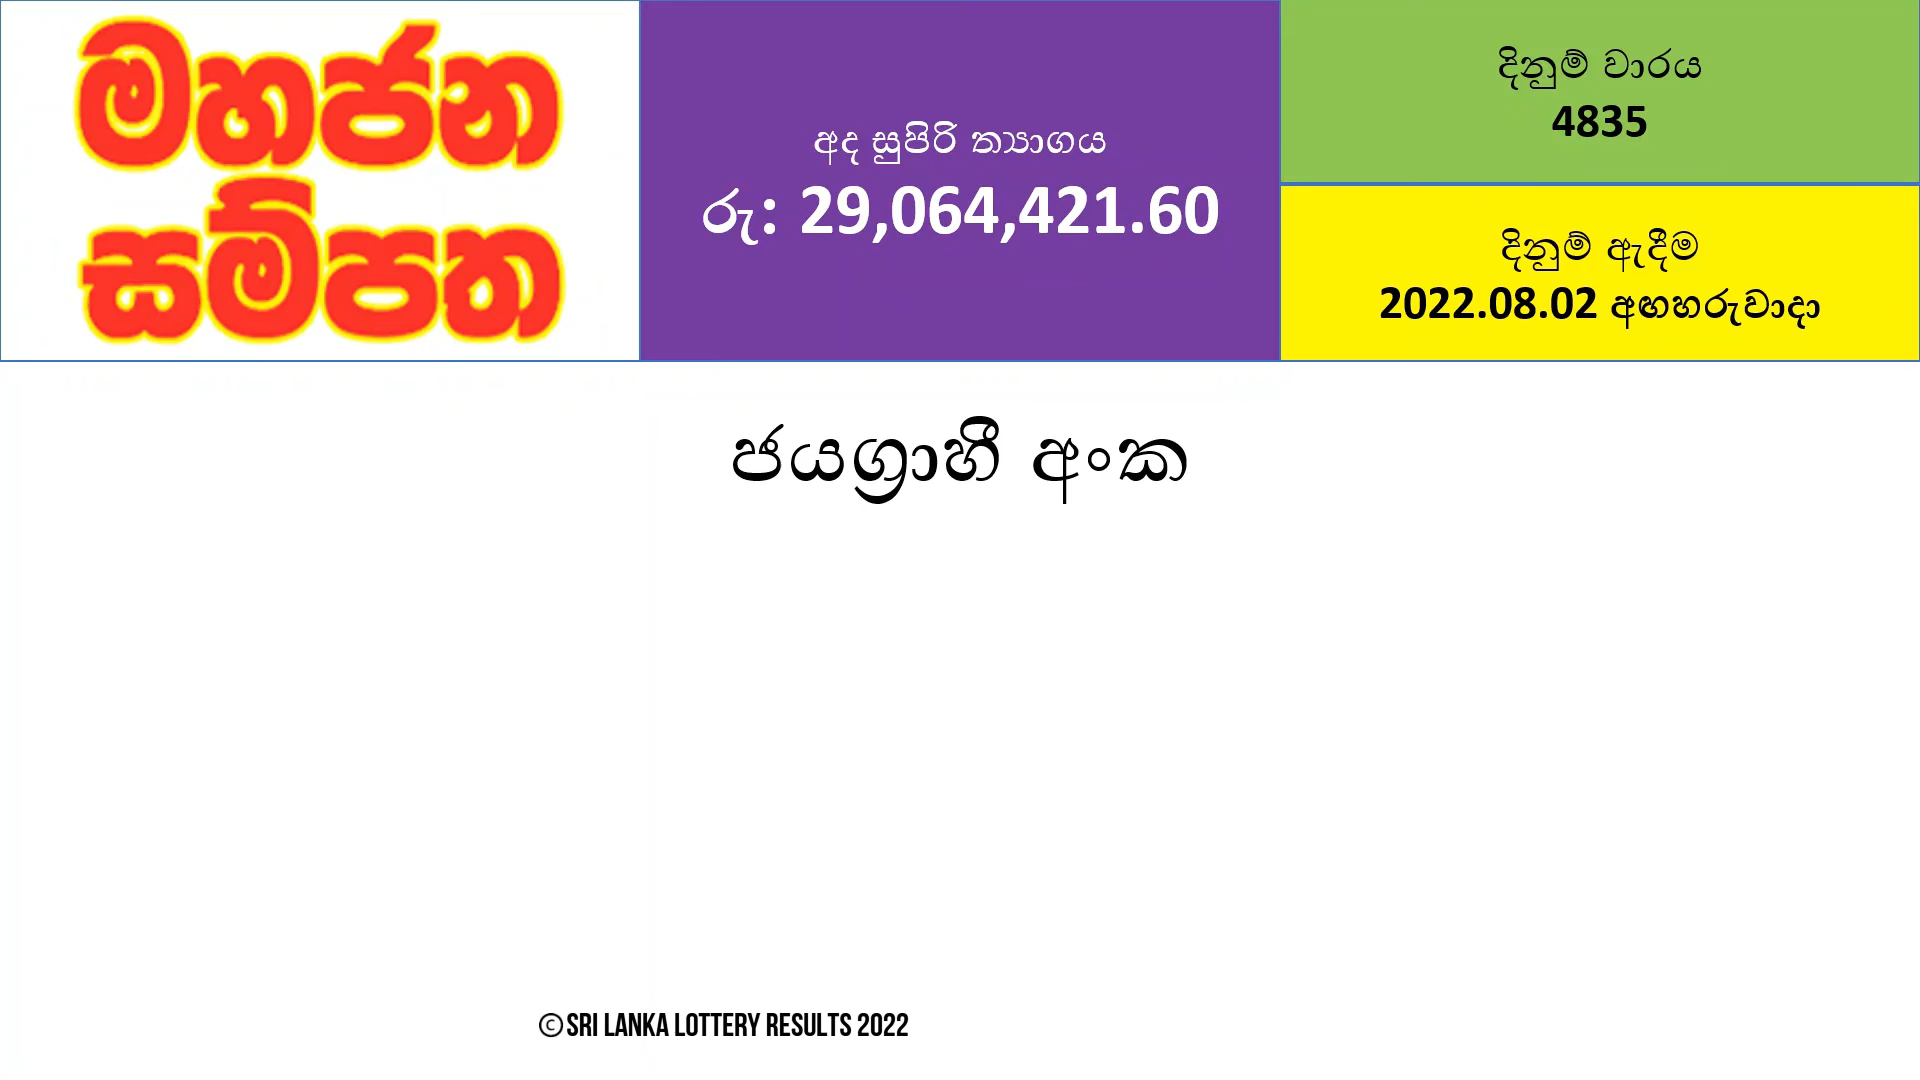 මහජන
සම්පත
අද සුපිරි ත්‍යාගය
රු: 29,064,421.60
දිනුම් වාරය
4835
දිනුම් ඇදීම
2022.08.02 අඟහරුවාදා
ජයග්‍රාහී අංක
©SRI LANKA LOTTERY RESULTS 2022